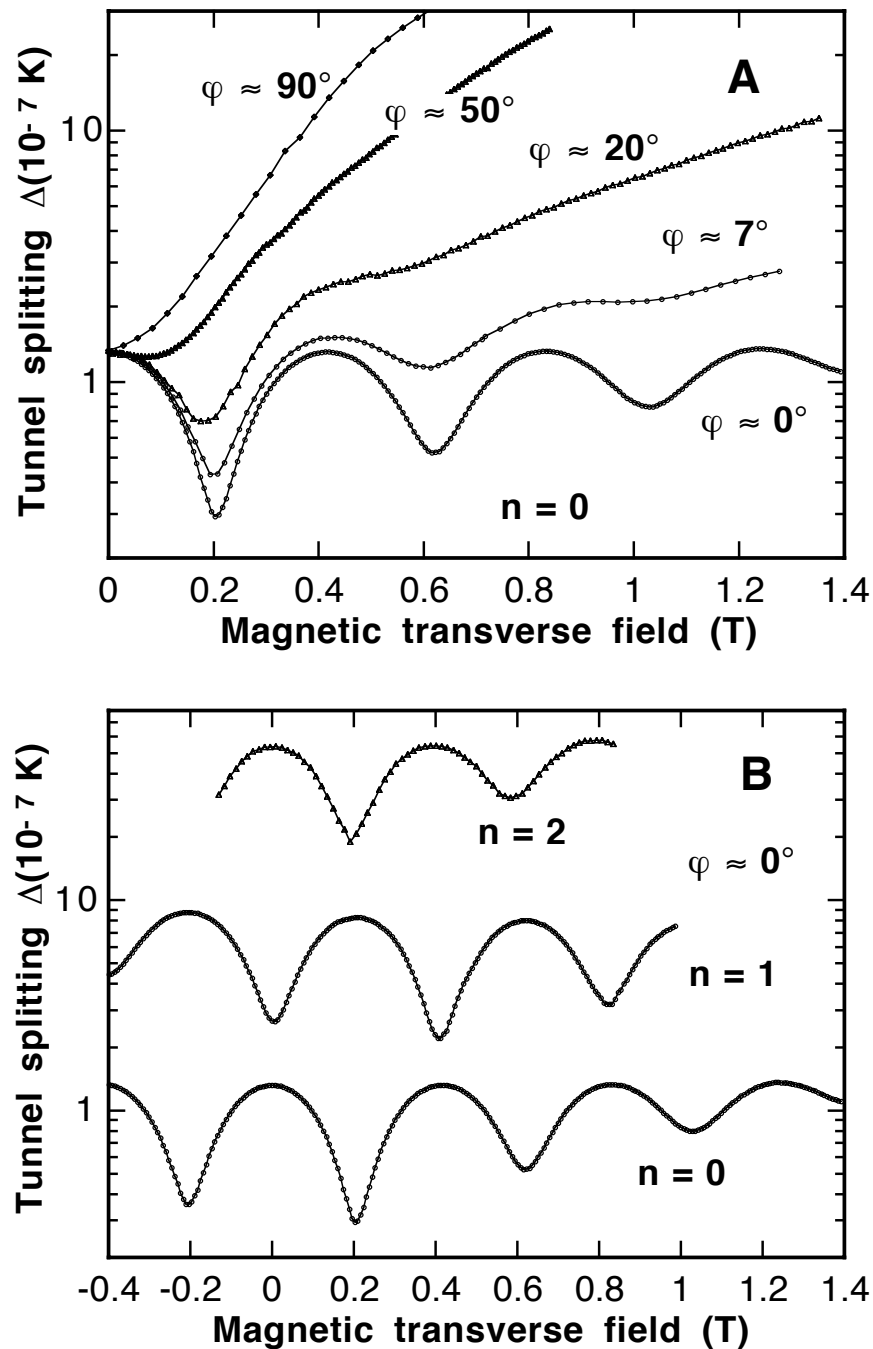 Tunnel splitting Δ(10⁻⁷ K)
10
1
A
φ ≈ 90°
φ ≈ 50°
φ ≈ 20°
φ ≈ 7°
φ ≈ 0°
n = 0
0 0.2 0.4 0.6 0.8 1 1.2 1.4
Magnetic transverse field (T)
Tunnel splitting Δ(10⁻⁷ K)
10
1
B
n = 2
φ ≈ 0°
n = 1
n = 0
-0.4 -0.2 0 0.2 0.4 0.6 0.8 1 1.2 1.4
Magnetic transverse field (T)